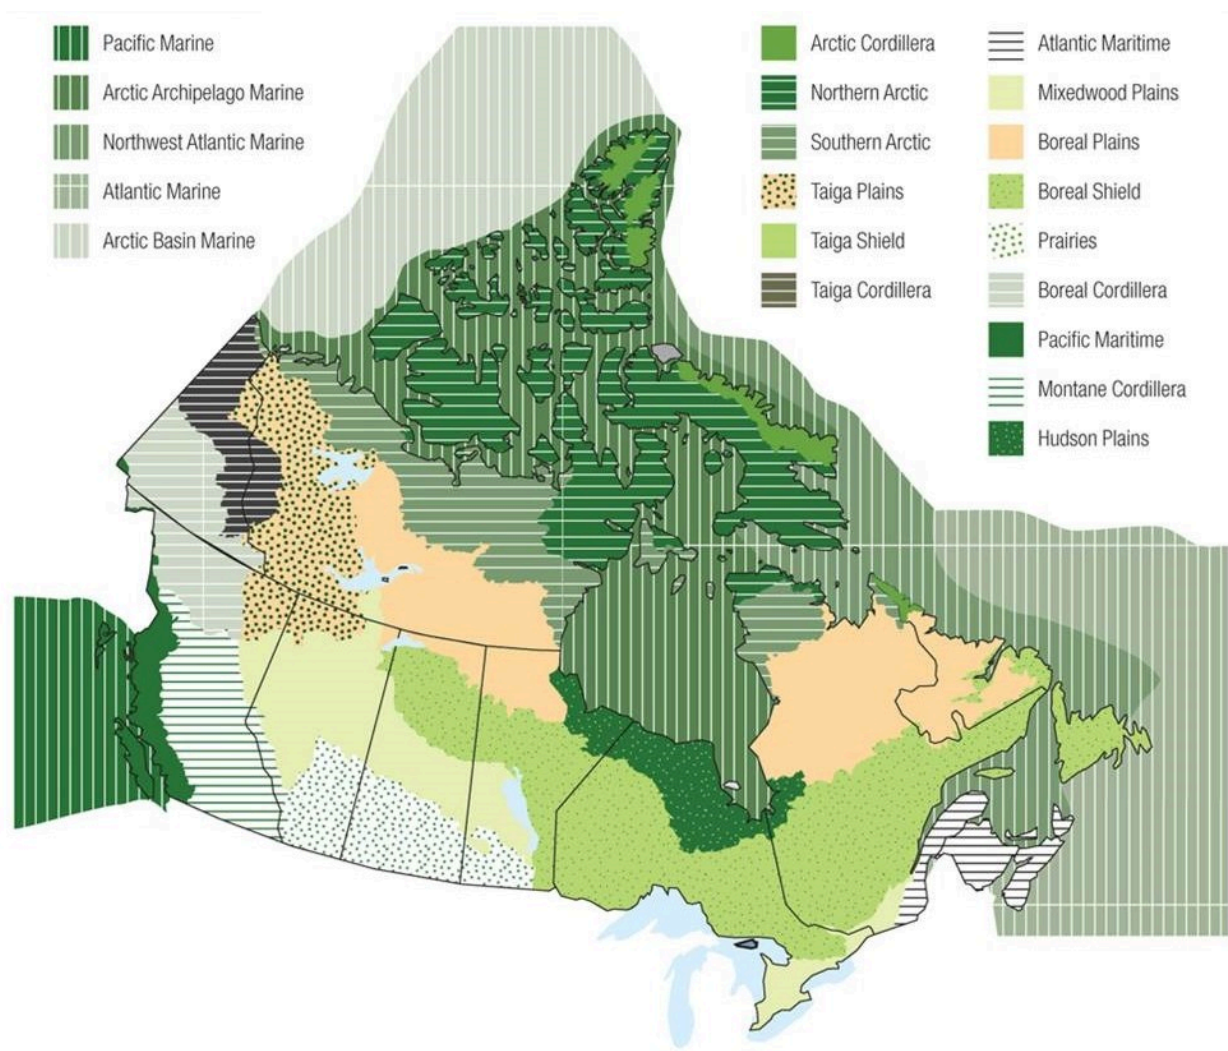 Pacific Marine
Arctic Archipelago Marine
Northwest Atlantic Marine
Atlantic Marine
Arctic Basin Marine
Arctic Cordillera
Northern Arctic
Southern Arctic
Taiga Plains
Taiga Shield
Taiga Cordillera
Atlantic Maritime
Mixedwood Plains
Boreal Plains
Boreal Shield
Prairies
Boreal Cordillera
Pacific Maritime
Montane Cordillera
Hudson Plains